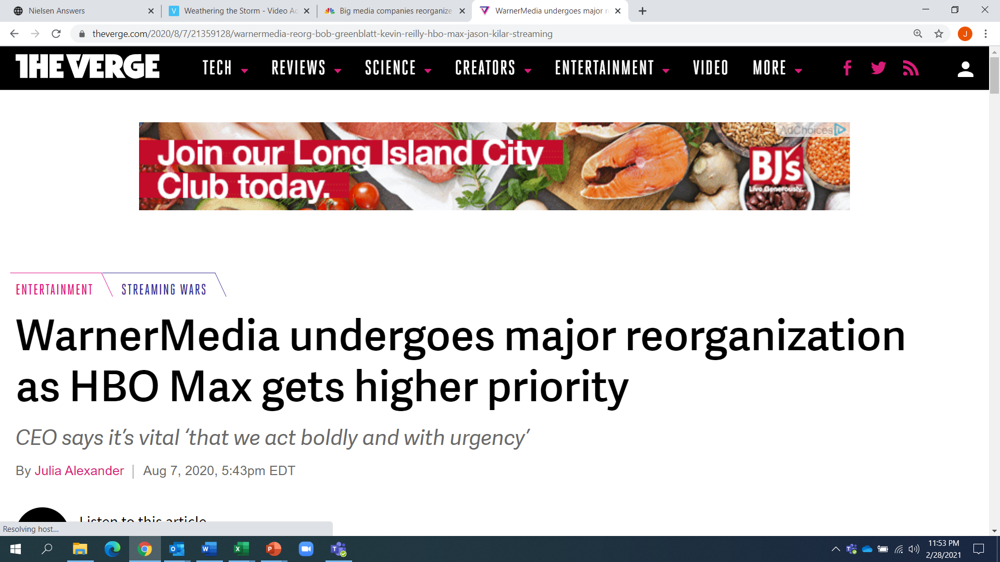 Nielsen Answers
Weathering the Storm - Video Ad
Big media companies reorganize
WarnerMedia undergoes major r
theverge.com/2020/8/7/21359128/warnermedia-reorg-bob-greenblatt-kevin-reilly-hbo-max-jason-kilar-streaming
J
THE VERGE
TECH
REVIEWS
SCIENCE
CREATORS
ENTERTAINMENT
VIDEO
MORE
AdChoices
Join our Long Island City
Club today.
BJ's
Live Generously.
ENTERTAINMENT
STREAMING WARS
WarnerMedia undergoes major reorganization
as HBO Max gets higher priority
CEO says it’s vital ‘that we act boldly and with urgency’
By Julia Alexander | Aug 7, 2020, 5:43pm EDT
Listen to this article
Resolving host...
11:53 PM
2/28/2021